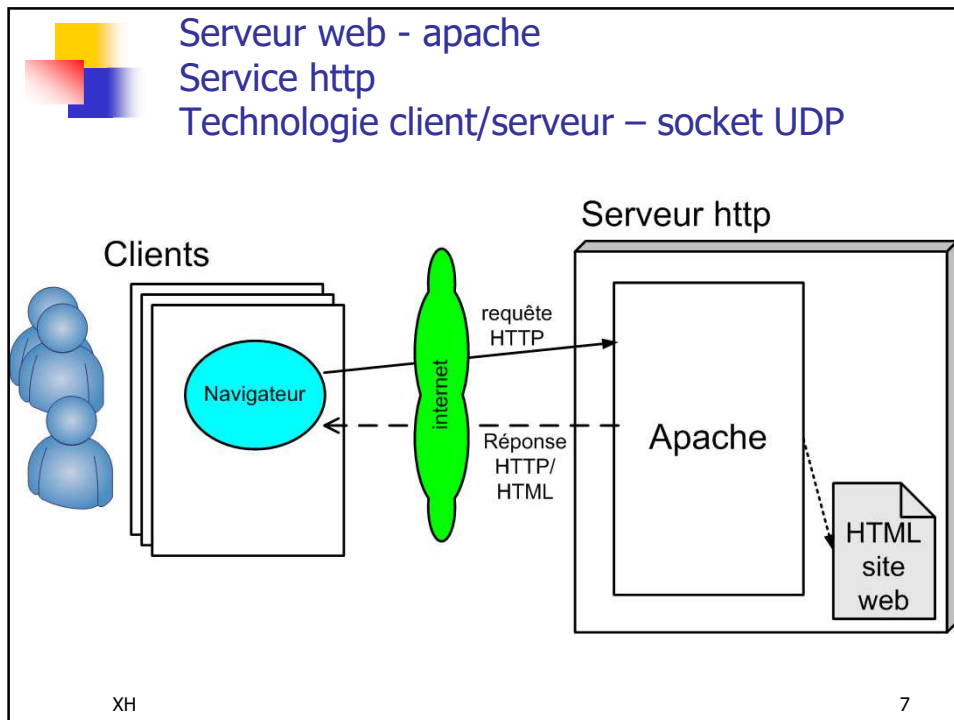 Serveur web - apache
Service http
Technologie client/serveur – socket UDP
Serveur http
Clients
requête
HTTP
Navigateur
internet
Réponse
HTTP/
HTML
Apache
HTML
site
web
XH
7